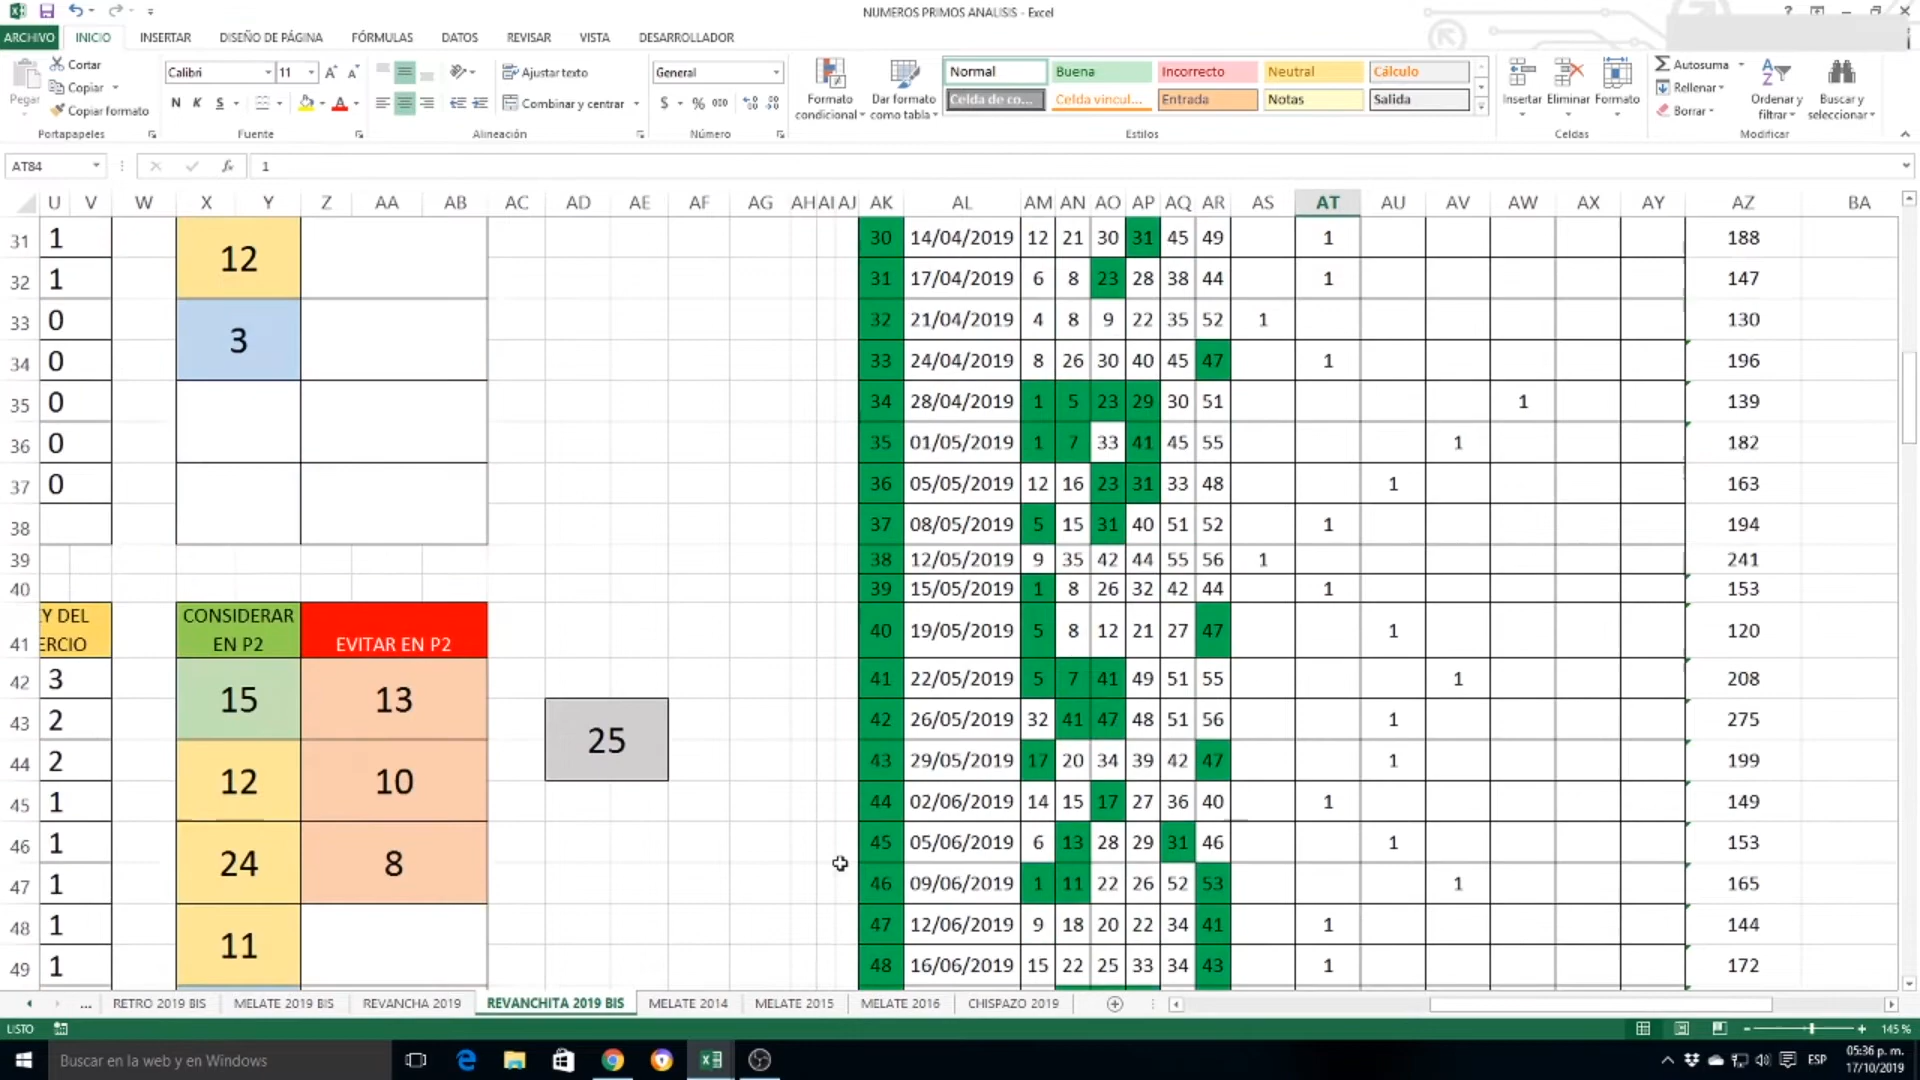 NUMEROS PRIMOS ANALISIS - Excel
ARCHIVO INICIO INSERTAR DISEÑO DE PÁGINA FÓRMULAS DATOS REVISAR VISTA DESARROLLADOR
Pegar
Cortar
Copiar
Copiar formato
Portapapeles
Calibri 11
N K S
Fuente
Ajustar texto
Combinar y centrar
Alineación
General
$ % 000
Número
Formato condicional
Dar formato como tabla
Normal Buena Incorrecto Neutral Cálculo
Celda de co... Celda vincul... Entrada Notas Salida
Estilos
Insertar Eliminar Formato
Celdas
Autosuma
Rellenar
Borrar
Ordenar y filtrar
Buscar y seleccionar
Modificar
AT84 fx 1
U V W X Y Z AA AB AC AD AE AF AG AH AI AJ AK AL AM AN AO AP AQ AR AS AT AU AV AW AX AY AZ BA
31 1 12 30 14/04/2019 12 21 30 31 45 49 1 188
32 1 31 17/04/2019 6 8 23 28 38 44 1 147
33 0 3 32 21/04/2019 4 8 9 22 35 52 1 130
34 0 33 24/04/2019 8 26 30 40 45 47 1 196
35 0 34 28/04/2019 1 5 23 29 30 51 1 139
36 0 35 01/05/2019 1 7 33 41 45 55 1 182
37 0 36 05/05/2019 12 16 23 31 33 48 1 163
38 37 08/05/2019 5 15 31 40 51 52 1 194
39 38 12/05/2019 9 35 42 44 55 56 1 241
40 39 15/05/2019 1 8 26 32 42 44 1 153
41 Y DEL ERCIO CONSIDERAR EN P2 EVITAR EN P2 40 19/05/2019 5 8 12 21 27 47 1 120
42 3 15 13 41 22/05/2019 5 7 41 49 51 55 1 208
43 2 25 42 26/05/2019 32 41 47 48 51 56 1 275
44 2 12 10 43 29/05/2019 17 20 34 39 42 47 1 199
45 1 44 02/06/2019 14 15 17 27 36 40 1 149
46 1 24 8 45 05/06/2019 6 13 28 29 31 46 1 153
47 1 46 09/06/2019 1 11 22 26 52 53 1 165
48 1 11 47 12/06/2019 9 18 20 22 34 41 1 144
49 1 48 16/06/2019 15 22 25 33 34 43 1 172
... RETRO 2019 BIS MELATE 2019 BIS REVANCHA 2019 REVANCHITA 2019 BIS MELATE 2014 MELATE 2015 MELATE 2016 CHISPAZO 2019
LISTO 145 %
Buscar en la web y en Windows
ESP
05:36 p. m.
17/10/2019